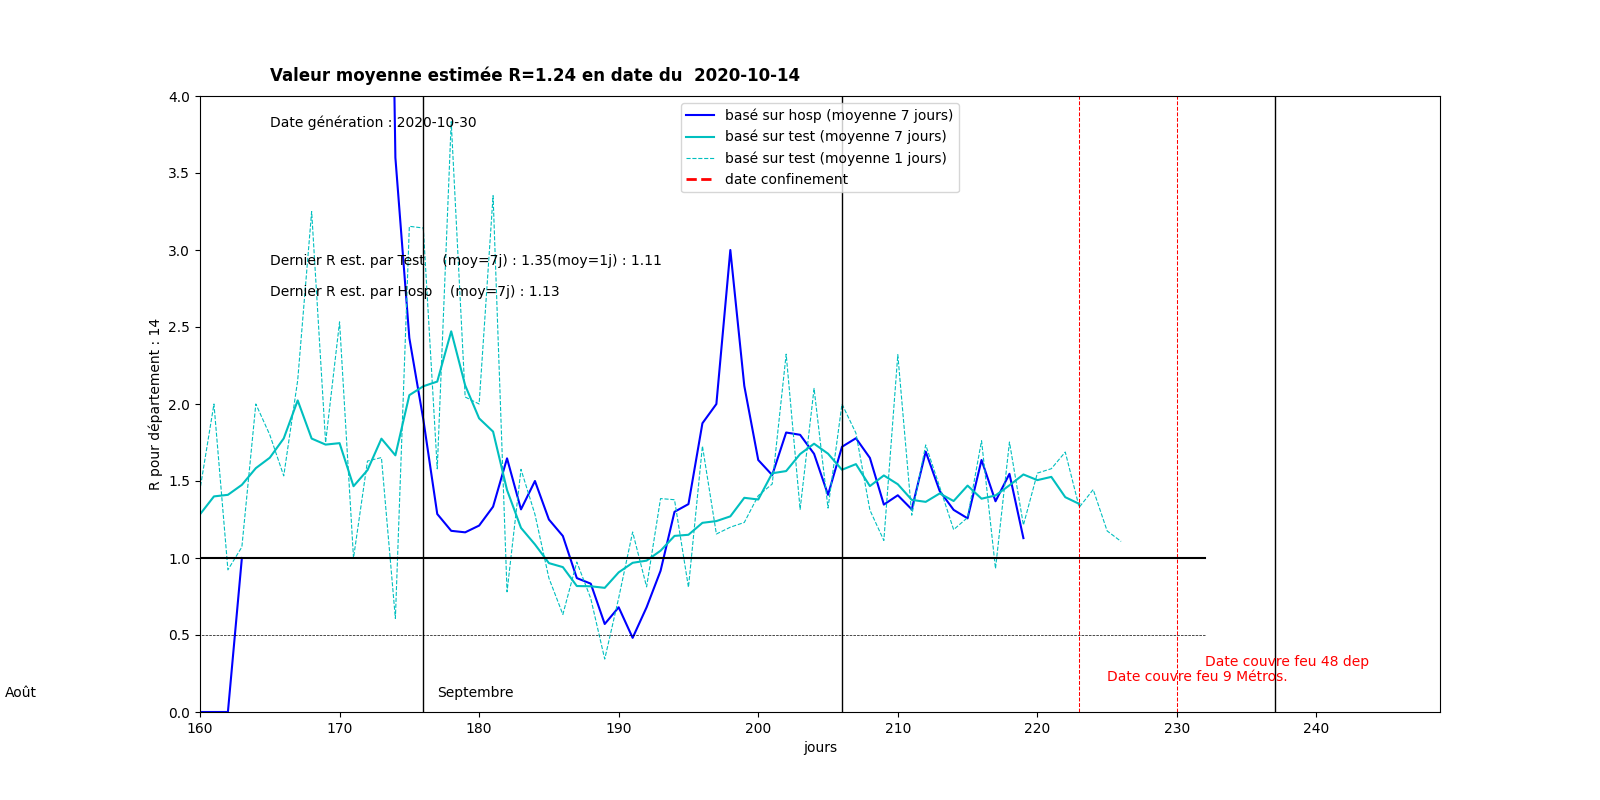 Valeur moyenne estimée R=1.24 en date du  2020-10-14
4.0
3.5
3.0
2.5
2.0
1.5
1.0
0.5
0.0
R pour département : 14
Date génération : 2020-10-30
basé sur hosp (moyenne 7 jours)
basé sur test (moyenne 7 jours)
basé sur test (moyenne 1 jours)
date confinement
Dernier R est. par Test    (moy=7j) : 1.35(moy=1j) : 1.11
Dernier R est. par Hosp    (moy=7j) : 1.13
Date couvre feu 48 dep
Date couvre feu 9 Métros.
Août
Septembre
160 170 180 190 200 210 220 230 240
jours